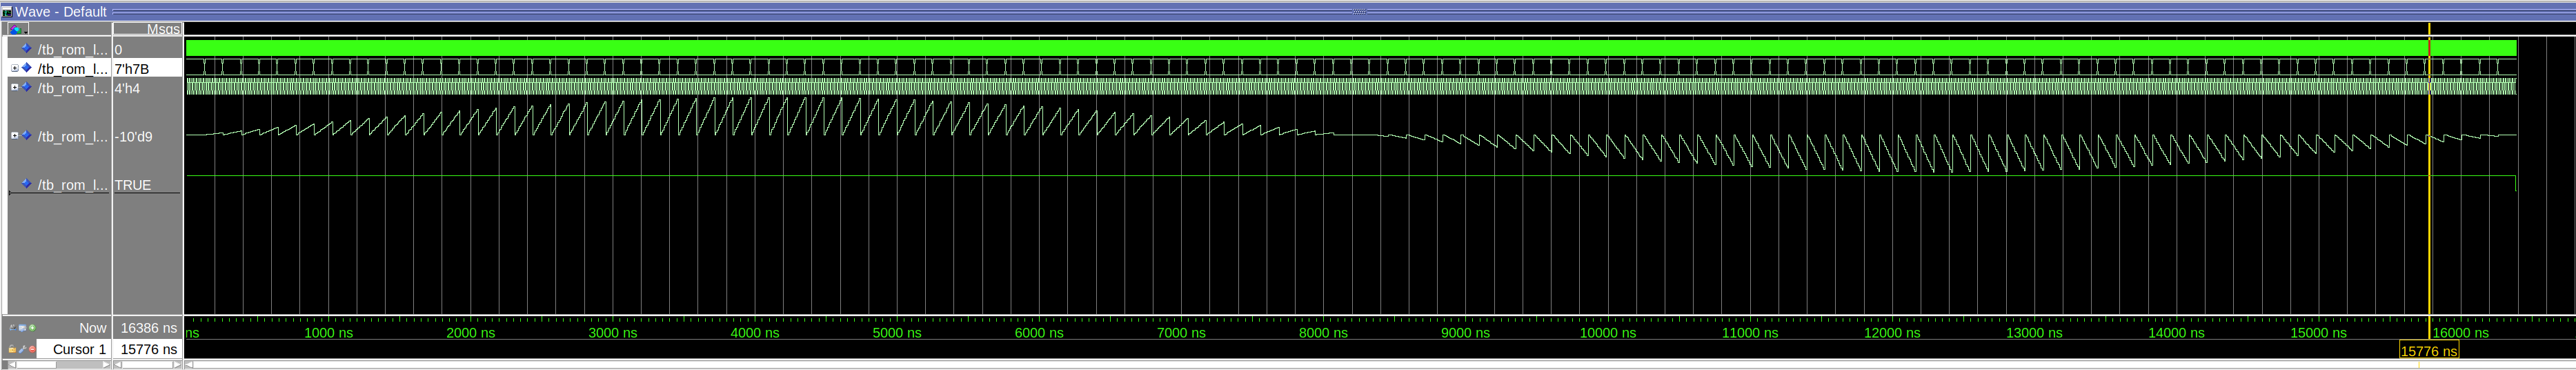 Wave - Default
Msgs
/tb_rom_l... 0
/tb_rom_l... 7'h7B
/tb_rom_l... 4'h4
/tb_rom_l... -10'd9
/tb_rom_l... TRUE
Now 16386 ns
ns 1000 ns 2000 ns 3000 ns 4000 ns 5000 ns 6000 ns 7000 ns 8000 ns 9000 ns 10000 ns 11000 ns 12000 ns 13000 ns 14000 ns 15000 ns 16000 ns
Cursor 1 15776 ns
15776 ns